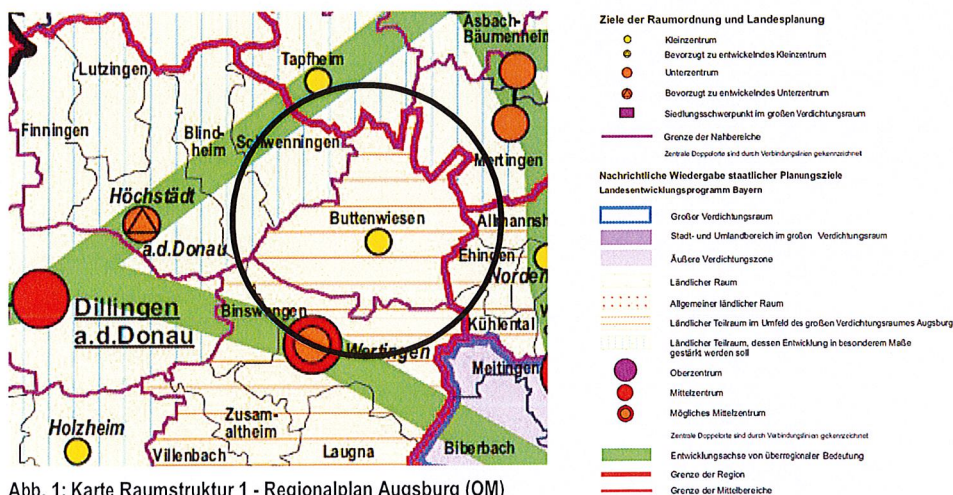 Asbach-
Bäumenheim
Tapfheim
Lutzingen
Finningen
Blind-
heim
Schwenningen
Mertingen
Höchstädt
a.d.Donau
Buttenwiesen
Allmannsh
Ehingen
Norden
Dillingen
a.d.Donau
Binswangen
Kühlental
Wertingen
Meitingen
Zusam-
altheim
Holzheim
Villenbach
Laugna
Biberbach
Abb. 1: Karte Raumstruktur 1 - Regionalplan Augsburg (OM)
Ziele der Raumordnung und Landesplanung
Kleinzentrum
Bevorzugt zu entwickelndes Kleinzentrum
Unterzentrum
Bevorzugt zu entwickelndes Unterzentrum
Siedlungsschwerpunkt im großen Verdichtungsraum
Grenze der Nahbereiche
Zentrale Doppelorte sind durch Verbindungslinien gekennzeichnet
Nachrichtliche Wiedergabe staatlicher Planungsziele
Landesentwicklungsprogramm Bayern
Großer Verdichtungsraum
Stadt- und Umlandbereich im großen Verdichtungsraum
Äußere Verdichtungszone
Ländlicher Raum
Allgemeiner ländlicher Raum
Ländlicher Teilraum im Umfeld des großen Verdichtungsraumes Augsburg
Ländlicher Teilraum, dessen Entwicklung in besonderem Maße
gestärkt werden soll
Oberzentrum
Mittelzentrum
Mögliches Mittelzentrum
Zentrale Doppelorte sind durch Verbindungslinien gekennzeichnet
Entwicklungsachse von überregionaler Bedeutung
Grenze der Region
Grenze der Mittelbereiche